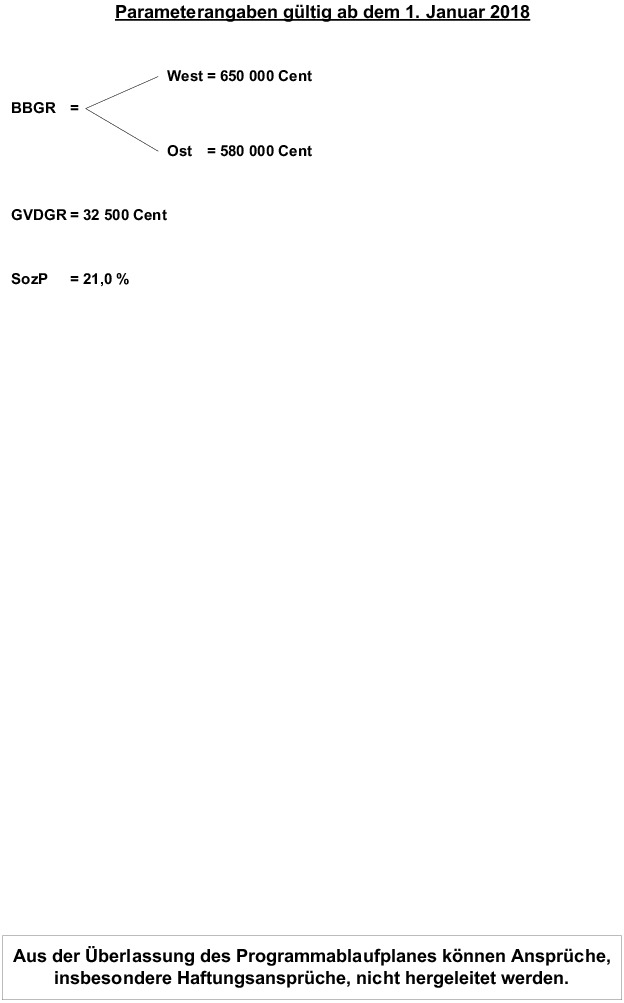 Parameterangaben gültig ab dem 1. Januar 2018
West = 650 000 Cent
BBGR =
Ost = 580 000 Cent
GVDGR = 32 500 Cent
SozP = 21,0 %
Aus der Überlassung des Programmablaufplanes können Ansprüche,
insbesondere Haftungsansprüche, nicht hergeleitet werden.